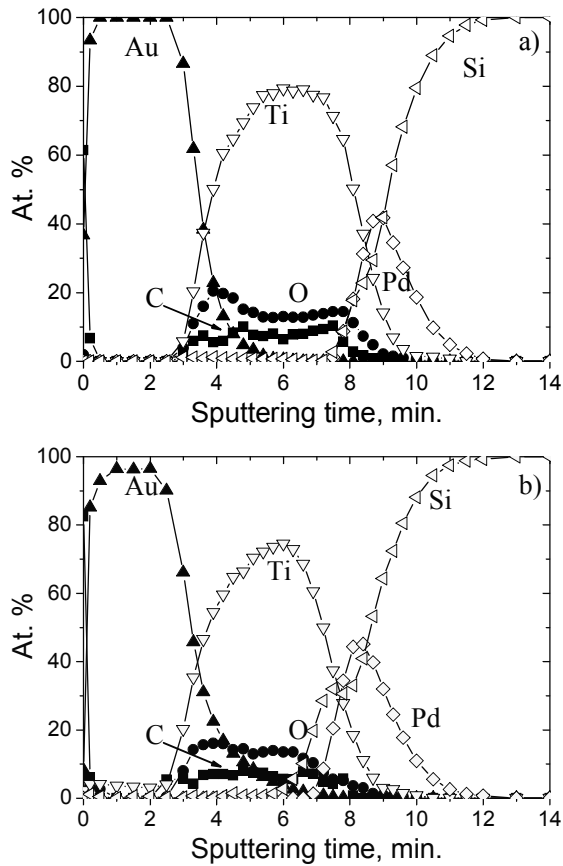 100
80
60
40
20
0
At. %
Au
Ti
C
O
Pd
Si
a)
0 2 4 6 8 10 12 14
Sputtering time, min.
100
80
60
40
20
0
At. %
Au
Ti
C
O
Pd
Si
b)
0 2 4 6 8 10 12 14
Sputtering time, min.